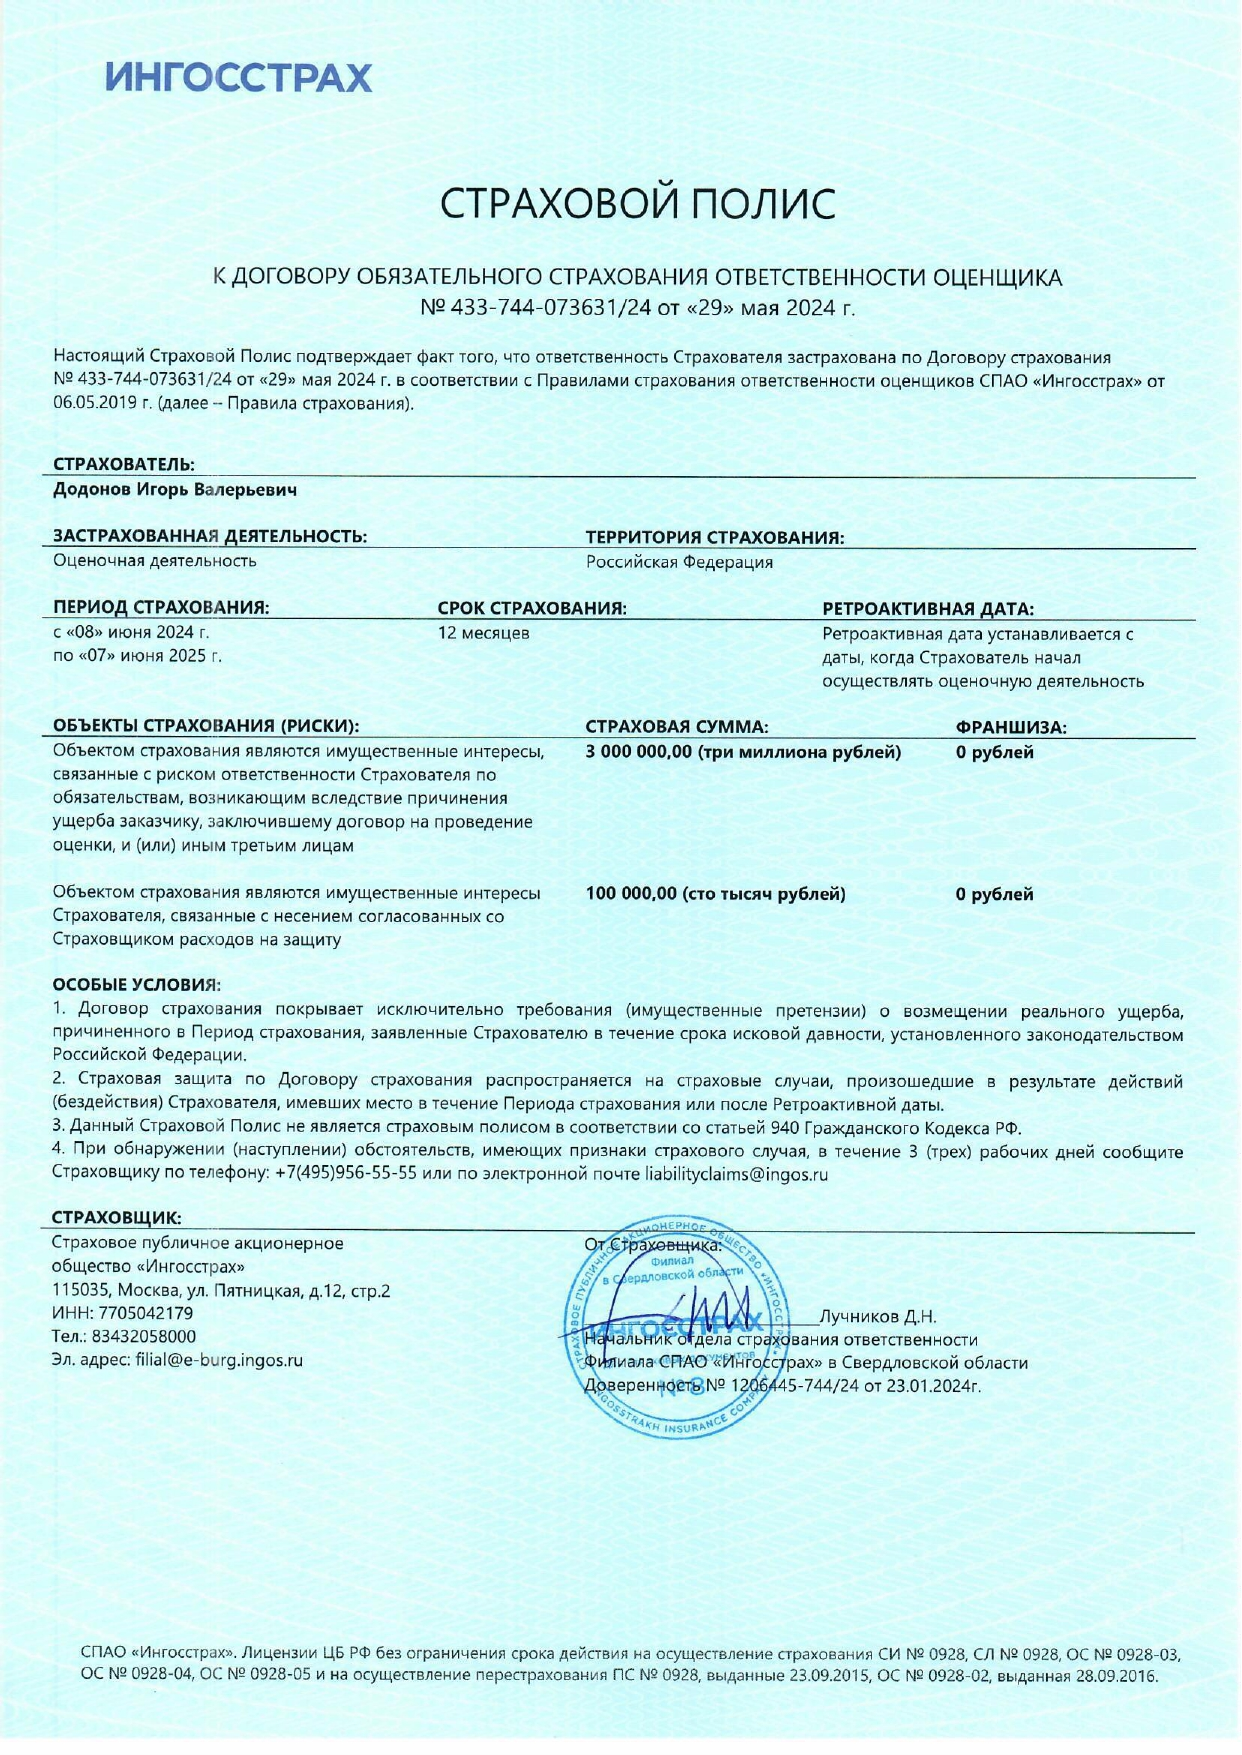 ИНГОССТРАХ
СТРАХОВОЙ ПОЛИС
К ДОГОВОРУ ОБЯЗАТЕЛЬНОГО СТРАХОВАНИЯ ОТВЕТСТВЕННОСТИ ОЦЕНЩИКА
№ 433-744-073631/24 от «29» мая 2024 г.
Настоящий Страховой Полис подтверждает факт того, что ответственность Страхователя застрахована по Договору страхования
№ 433-744-073631/24 от «29» мая 2024 г. в соответствии с Правилами страхования ответственности оценщиков СПАО «Ингосстрах» от
06.05.2019 г. (далее – Правила страхования).
СТРАХОВАТЕЛЬ:
Додонов Игорь Валерьевич
ЗАСТРАХОВАННАЯ ДЕЯТЕЛЬНОСТЬ: ТЕРРИТОРИЯ СТРАХОВАНИЯ:
Оценочная деятельность Российская Федерация
ПЕРИОД СТРАХОВАНИЯ: СРОК СТРАХОВАНИЯ: РЕТРОАКТИВНАЯ ДАТА:
с «08» июня 2024 г. 12 месяцев Ретроактивная дата устанавливается с
по «07» июня 2025 г. даты, когда Страхователь начал
осуществлять оценочную деятельность
ОБЪЕКТЫ СТРАХОВАНИЯ (РИСКИ): СТРАХОВАЯ СУММА: ФРАНШИЗА:
Объектом страхования являются имущественные интересы, 3 000 000,00 (три миллиона рублей) 0 рублей
связанные с риском ответственности Страхователя по
обязательствам, возникающим вследствие причинения
ущерба заказчику, заключившему договор на проведение
оценки, и (или) иным третьим лицам
Объектом страхования являются имущественные интересы 100 000,00 (сто тысяч рублей) 0 рублей
Страхователя, связанные с несением согласованных со
Страховщиком расходов на защиту
ОСОБЫЕ УСЛОВИЯ:
1. Договор страхования покрывает исключительно требования (имущественные претензии) о возмещении реального ущерба,
причиненного в Период страхования, заявленные Страхователю в течение срока исковой давности, установленного законодательством
Российской Федерации.
2. Страховая защита по Договору страхования распространяется на страховые случаи, произошедшие в результате действий
(бездействия) Страхователя, имевших место в течение Периода страхования или после Ретроактивной даты.
3. Данный Страховой Полис не является страховым полисом в соответствии со статьей 940 Гражданского Кодекса РФ.
4. При обнаружении (наступлении) обстоятельств, имеющих признаки страхового случая, в течение 3 (трех) рабочих дней сообщите
Страховщику по телефону: +7(495)956-55-55 или по электронной почте liabilityclaims@ingos.ru
СТРАХОВЩИК:
Страховое публичное акционерное
общество «Ингосстрах»
115035, Москва, ул. Пятницкая, д.12, стр.2
ИНН: 7705042179
Тел.: 83432058000
Эл. адрес: filial@e-burg.ingos.ru
От Страховщика:
Лучников Д.Н.
Начальник отдела страхования ответственности
Филиала СПАО «Ингосстрах» в Свердловской области
Доверенность № 1206445-744/24 от 23.01.2024г.
СТРАХОВОЕ ПУБЛИЧНОЕ АКЦИОНЕРНОЕ ОБЩЕСТВО «ИНГОССТРАХ»
Филиал
в Свердловской области
ИНГОССТРАХ
№ 8
INGOSSTRAKH INSURANCE COMPANY
СПАО «Ингосстрах». Лицензии ЦБ РФ без ограничения срока действия на осуществление страхования СИ № 0928, СЛ № 0928, ОС № 0928-03,
ОС № 0928-04, ОС № 0928-05 и на осуществление перестрахования ПС № 0928, выданные 23.09.2015, ОС № 0928-02, выданная 28.09.2016.